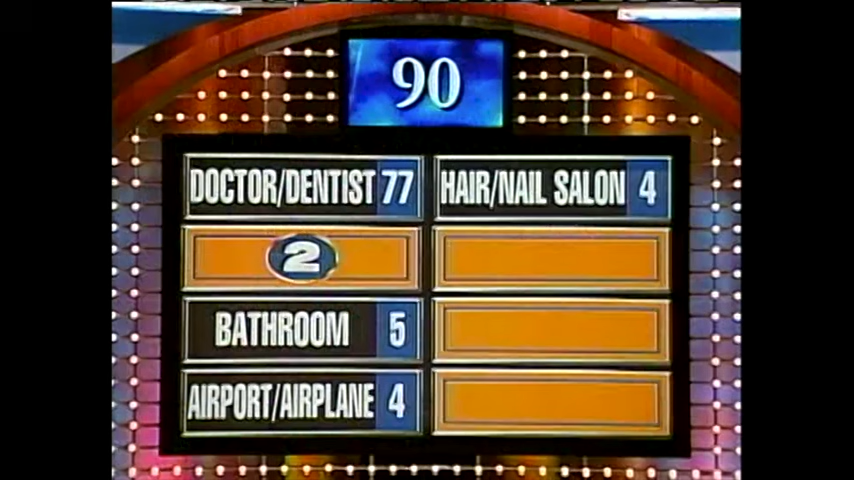 90
DOCTOR/DENTIST 77
2
BATHROOM 5
AIRPORT/AIRPLANE 4
HAIR/NAIL SALON 4